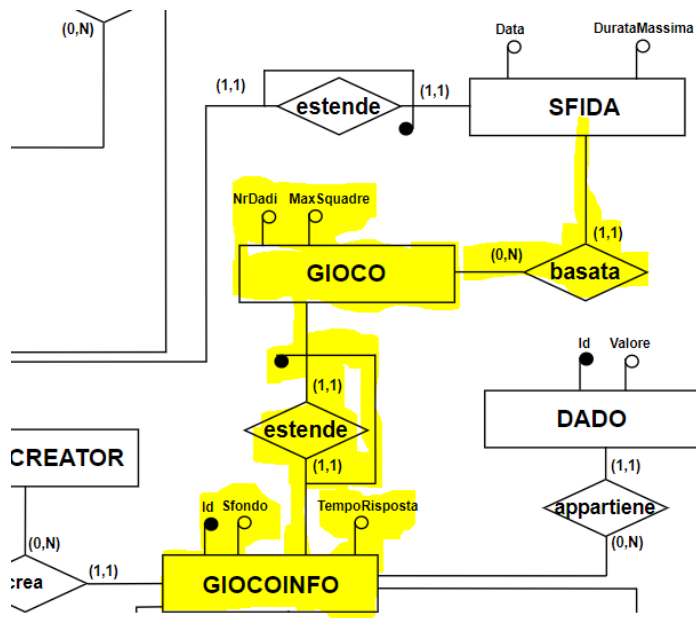 (0,N)
Data
DurataMassima
(1,1)
(1,1)
estende
SFIDA
NrDadi
MaxSquadre
(1,1)
(0,N)
GIOCO
basata
Id
Valore
(1,1)
DADO
estende
CREATOR
(1,1)
(1,1)
Id
Sfondo
TempoRisposta
appartiene
(0,N)
(0,N)
(1,1)
crea
GIOCOINFO